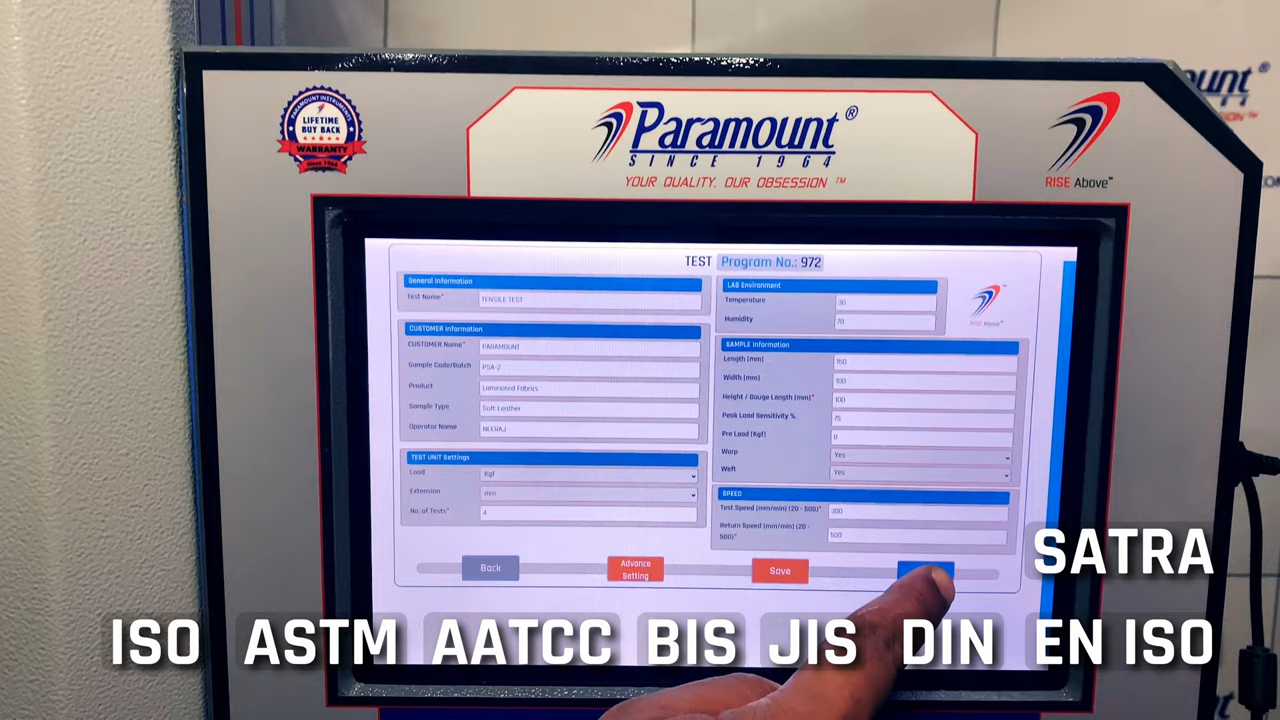 PARAMOUNT INSTRUMENTS
LIFETIME
BUY BACK
WARRANTY
Since 1964
Paramount®
SINCE 1964
YOUR QUALITY. OUR OBSESSION ™
RISE Above™
TEST Program No.: 972
General Information
Test Name* TENSILE TEST
CUSTOMER Information
CUSTOMER Name* PARAMOUNT
Sample Code/Batch PSA-2
Product Laminated Fabrics
Sample Type Soft Leather
Operator Name NEERAJ
TEST UNIT Settings
Load Kgf
Extension mm
No. of Tests* 4
LAB Environment
Temperature 30
Humidity 70
RISE Above™
SAMPLE Information
Length (mm) 150
Width (mm) 100
Height / Gauge Length (mm)* 100
Peak Load Sensitivity % 75
Pre Load (Kgf) 0
Warp Yes
Weft Yes
SPEED
Test Speed (mm/min) (20 - 500)* 300
Return Speed (mm/min) (20 -
500)* 500
Back
Advance
Setting
Save
SATRA
ISO ASTM AATCC BIS JIS DIN EN ISO